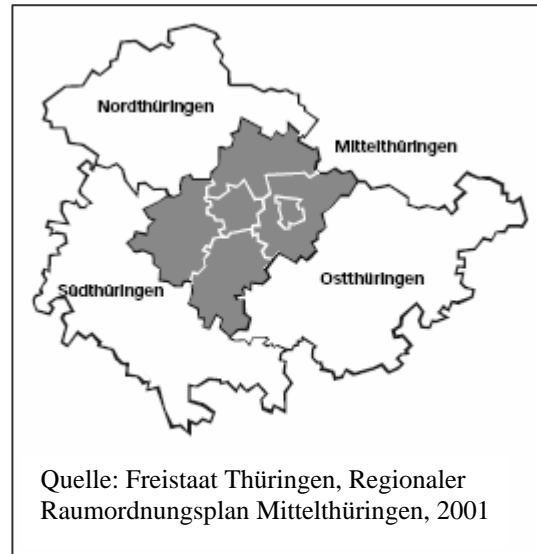 Nordthüringen
Mittelthüringen
Südthüringen
Ostthüringen
Quelle: Freistaat Thüringen, Regionaler
Raumordnungsplan Mittelthüringen, 2001